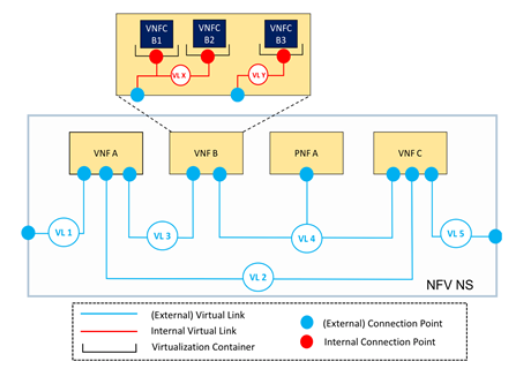 VNFC VNFC VNFC
B1 B2 B3
VL X VL Y
VNF A VNF B PNF A VNF C
VL 1 VL 3 VL 4 VL 5
VL 2
NFV NS
(External) Virtual Link (External) Connection Point
Internal Virtual Link Internal Connection Point
Virtualization Container